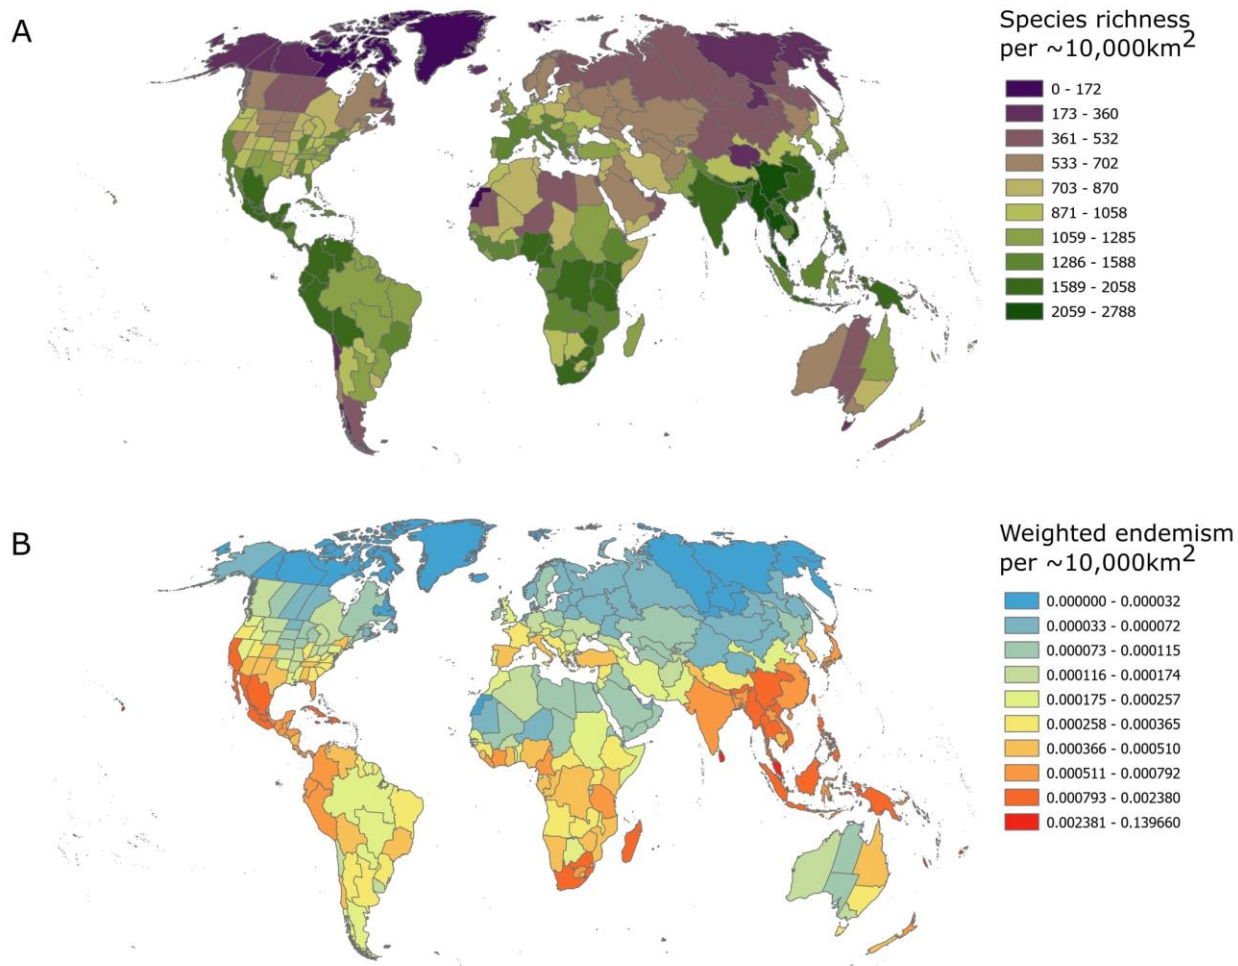 A
Species richness
per ~10,000km²
0 - 172
173 - 360
361 - 532
533 - 702
703 - 870
871 - 1058
1059 - 1285
1286 - 1588
1589 - 2058
2059 - 2788
B
Weighted endemism
per ~10,000km²
0.000000 - 0.000032
0.000033 - 0.000072
0.000073 - 0.000115
0.000116 - 0.000174
0.000175 - 0.000257
0.000258 - 0.000365
0.000366 - 0.000510
0.000511 - 0.000792
0.000793 - 0.002380
0.002381 - 0.139660